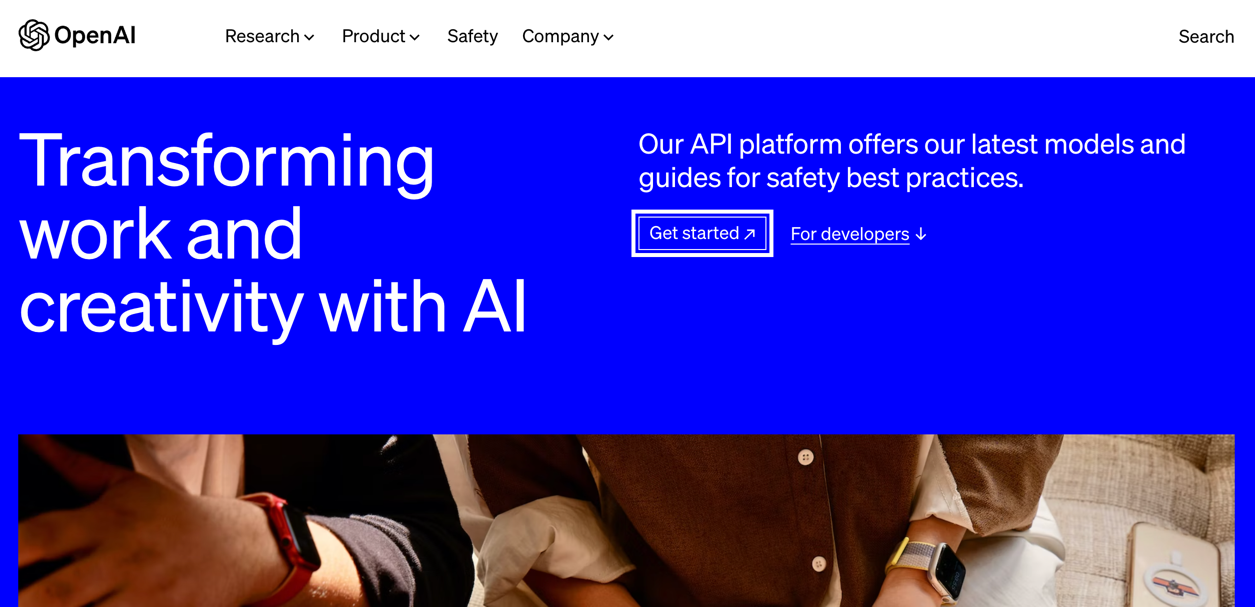 OpenAI
Research
Product
Safety
Company
Search
Transforming
work and
creativity with AI
Our API platform offers our latest models and
guides for safety best practices.
Get started ↗
For developers ↓